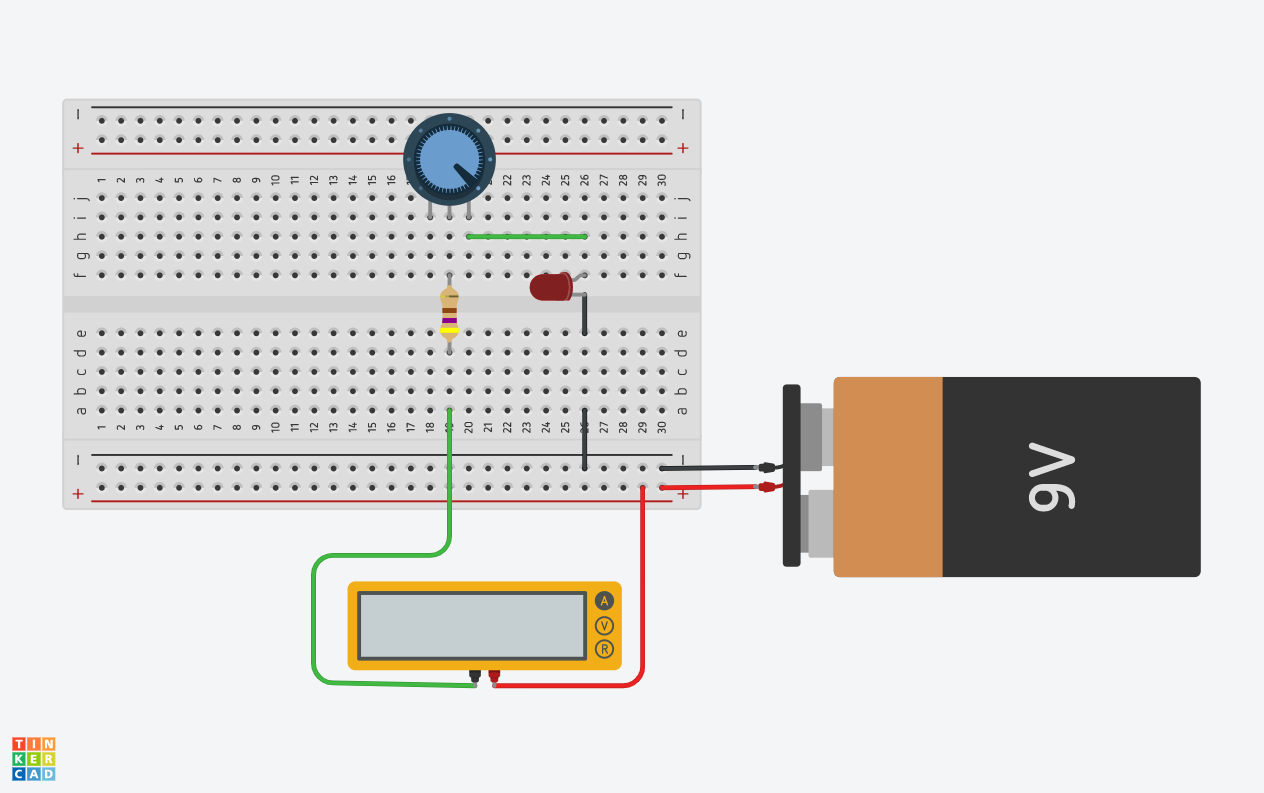 − −
+ +
1 2 3 4 5 6 7 8 9 10 11 12 13 14 15 16 22 23 24 25 26 27 28 29 30
j j
i i
h h
g g
f f
e e
d d
c c
b b
a a
1 2 3 4 5 6 7 8 9 10 11 12 13 14 15 16 17 18 19 20 21 22 23 24 25 26 27 28 29 30
− −
+ +
9V
A
V
R
TIN
KER
CAD